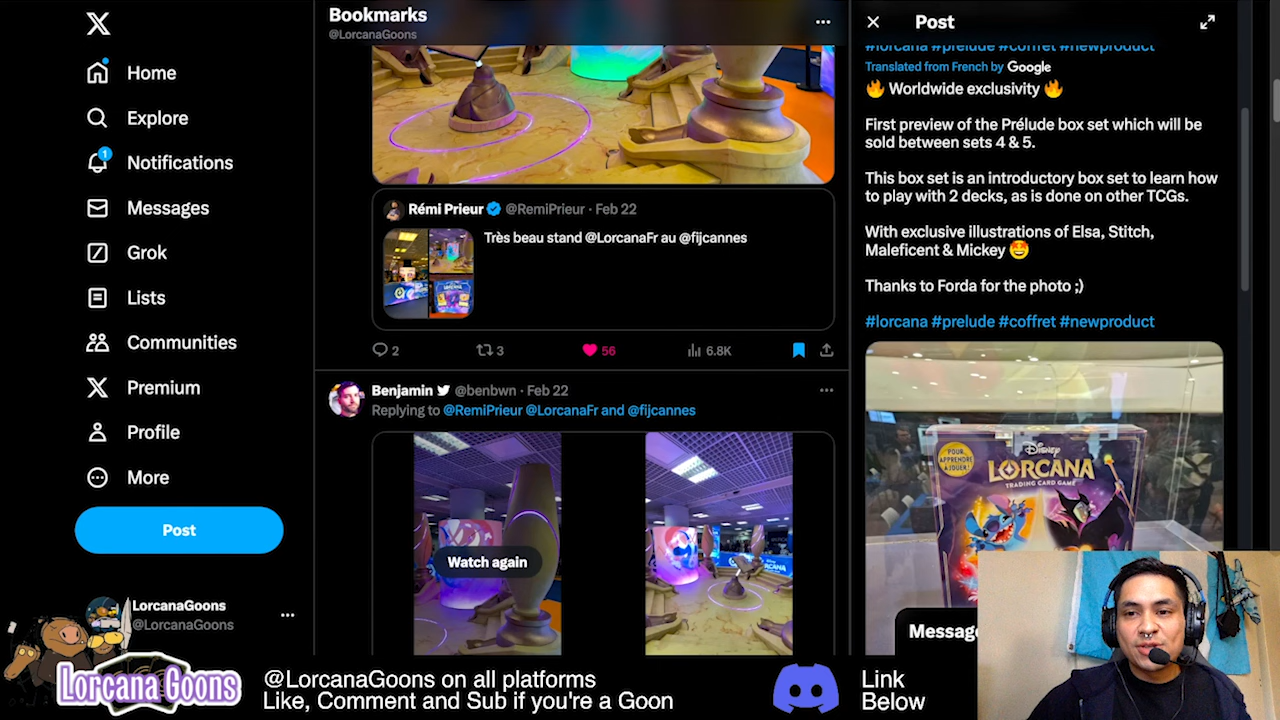 Home
Explore
1
Notifications
Messages
Grok
Lists
Communities
Premium
Profile
More
Post
LorcanaGoons
@LorcanaGoons
Bookmarks
@LorcanaGoons
Rémi Prieur @RemiPrieur · Feb 22
Très beau stand @LorcanaFr au @fijcannes
2
3
56
6.8K
Benjamin @benbwn · Feb 22
Replying to @RemiPrieur @LorcanaFr and @fijcannes
Watch again
DISNEY
LORCANA
Post
#lorcana #prelude #coffret #newproduct
Translated from French by Google
🔥 Worldwide exclusivity 🔥
First preview of the Prélude box set which will be
sold between sets 4 & 5.
This box set is an introductory box set to learn how
to play with 2 decks, as is done on other TCGs.
With exclusive illustrations of Elsa, Stitch,
Maleficent & Mickey 🤩
Thanks to Forda for the photo ;)
#lorcana #prelude #coffret #newproduct
POUR
APPRENDRE
À JOUER!
Disney
LORCANA
TRADING CARD GAME
Lorcana Goons
@LorcanaGoons on all platforms
Like, Comment and Sub if you're a Goon
Link
Below